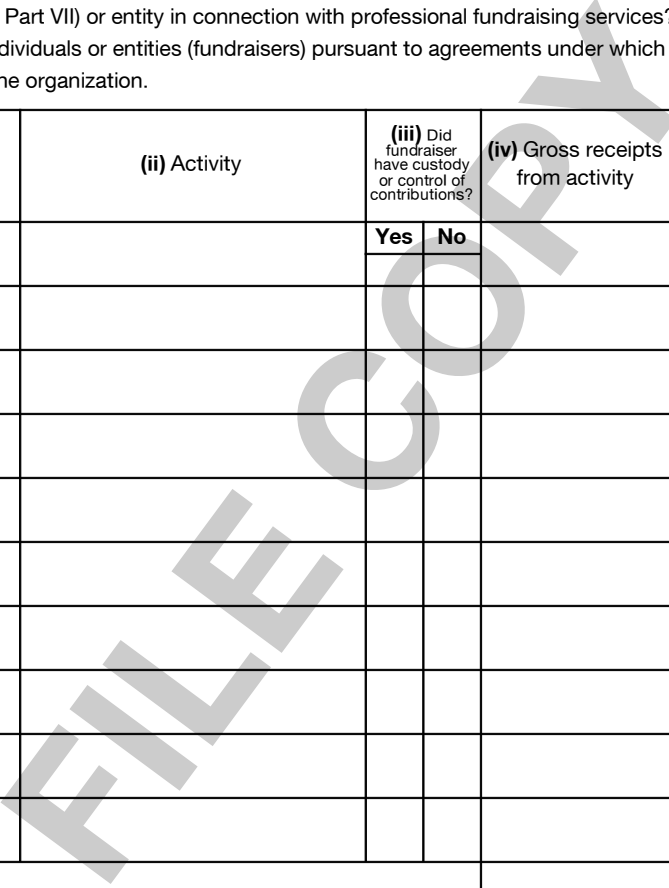 Part VII) or entity in connection with professional fundraising services?
dividuals or entities (fundraisers) pursuant to agreements under which
ne organization.
(ii) Activity
(iii) Did
fundraiser
have custody
or control of
contributions?
(iv) Gross receipts
from activity
Yes No
FILE COPY